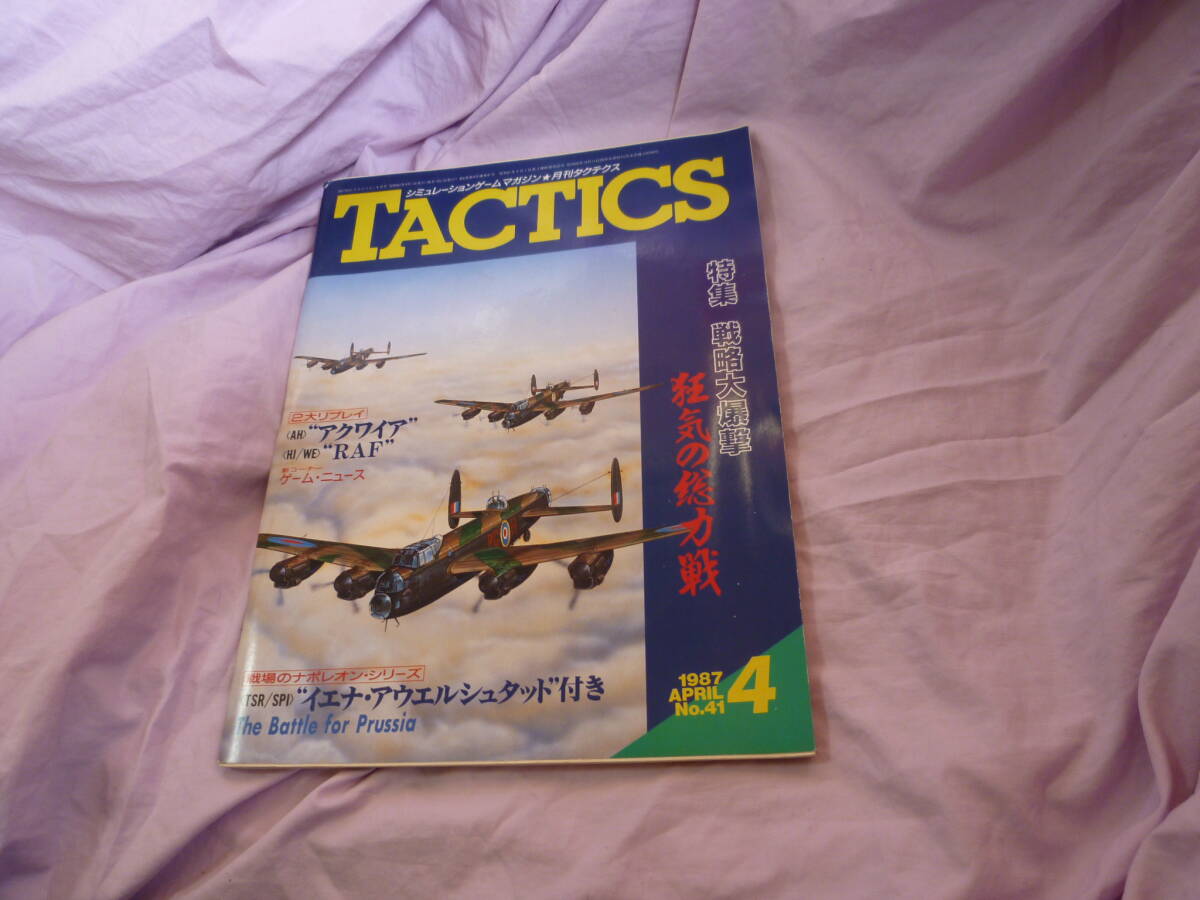 シミュレーションゲームマガジン★月刊タクテクス
TACTICS
特集 戦略大爆撃
狂気の総力戦
2大リプレイ
〈AH〉“アクワイア”
〈HJ/WE〉“RAF”
新コーナー
ゲーム・ニュース
戦場のナポレオン・シリーズ
〈TSR/SPI〉“イエナ・アウエルシュタッド”付き
The Battle for Prussia
1987
APRIL
No.41
4